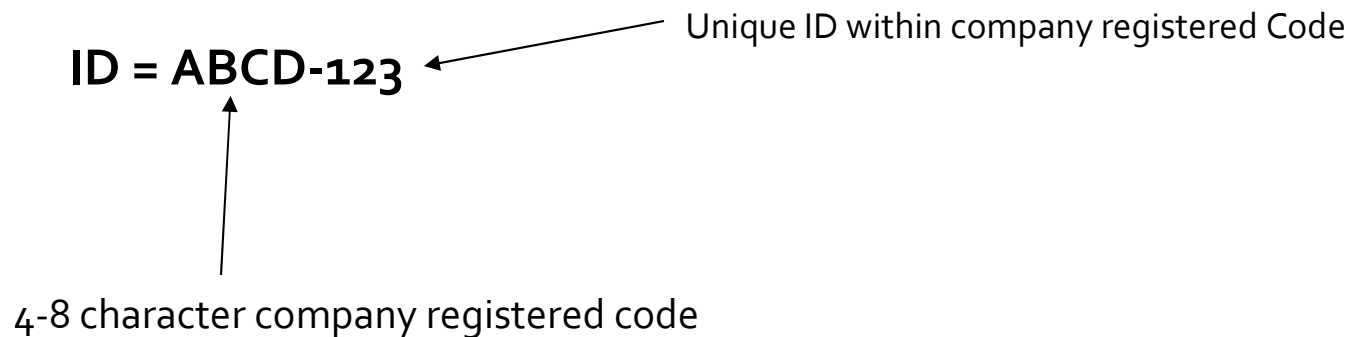 Unique ID within company registered Code
ID = ABCD-123
4-8 character company registered code